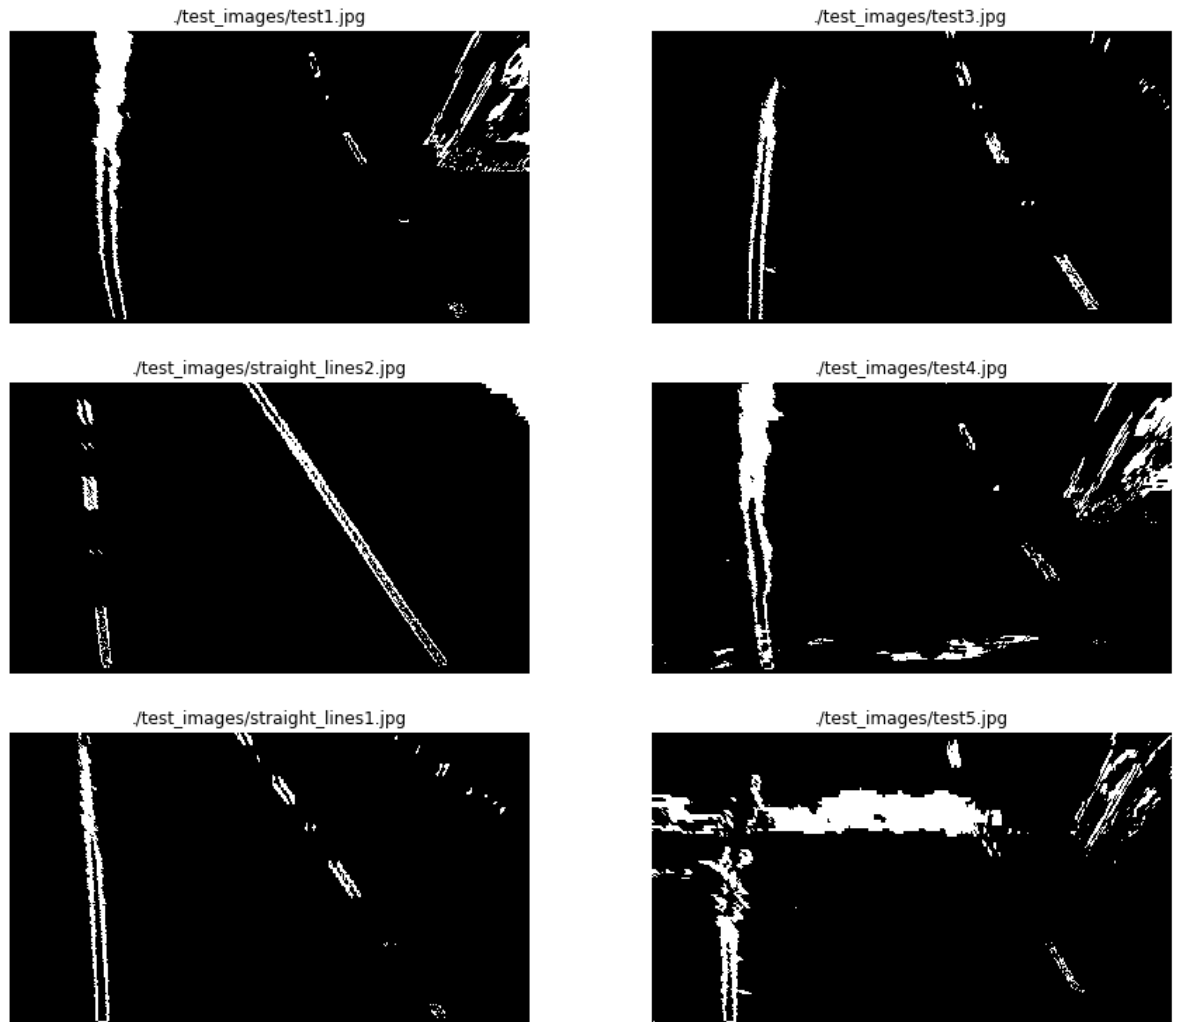 ./test_images/test1.jpg
./test_images/test3.jpg
./test_images/straight_lines2.jpg
./test_images/test4.jpg
./test_images/straight_lines1.jpg
./test_images/test5.jpg